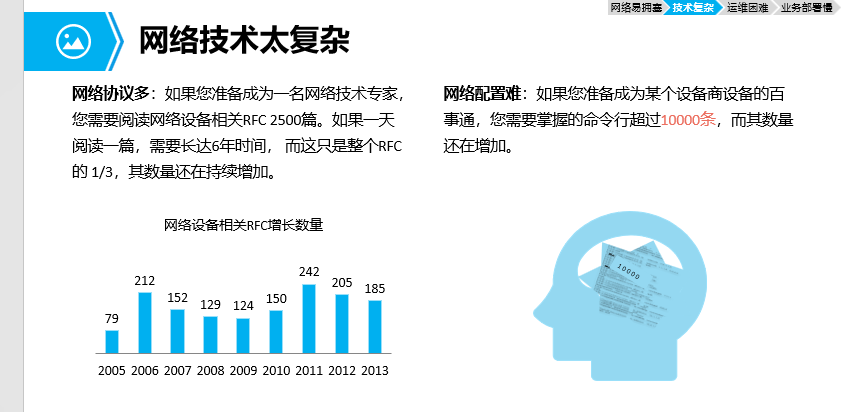 网络易拥塞 技术复杂 运维困难 业务部署慢
网络技术太复杂
网络协议多：如果您准备成为一名网络技术专家，
您需要阅读网络设备相关RFC 2500篇。如果一天
阅读一篇，需要长达6年时间， 而这只是整个RFC
的 1/3，其数量还在持续增加。
网络配置难：如果您准备成为某个设备商设备的百
事通，您需要掌握的命令行超过10000条，而其数量
还在增加。
网络设备相关RFC增长数量
79 212 152 129 124 150 242 205 185
2005 2006 2007 2008 2009 2010 2011 2012 2013
10000